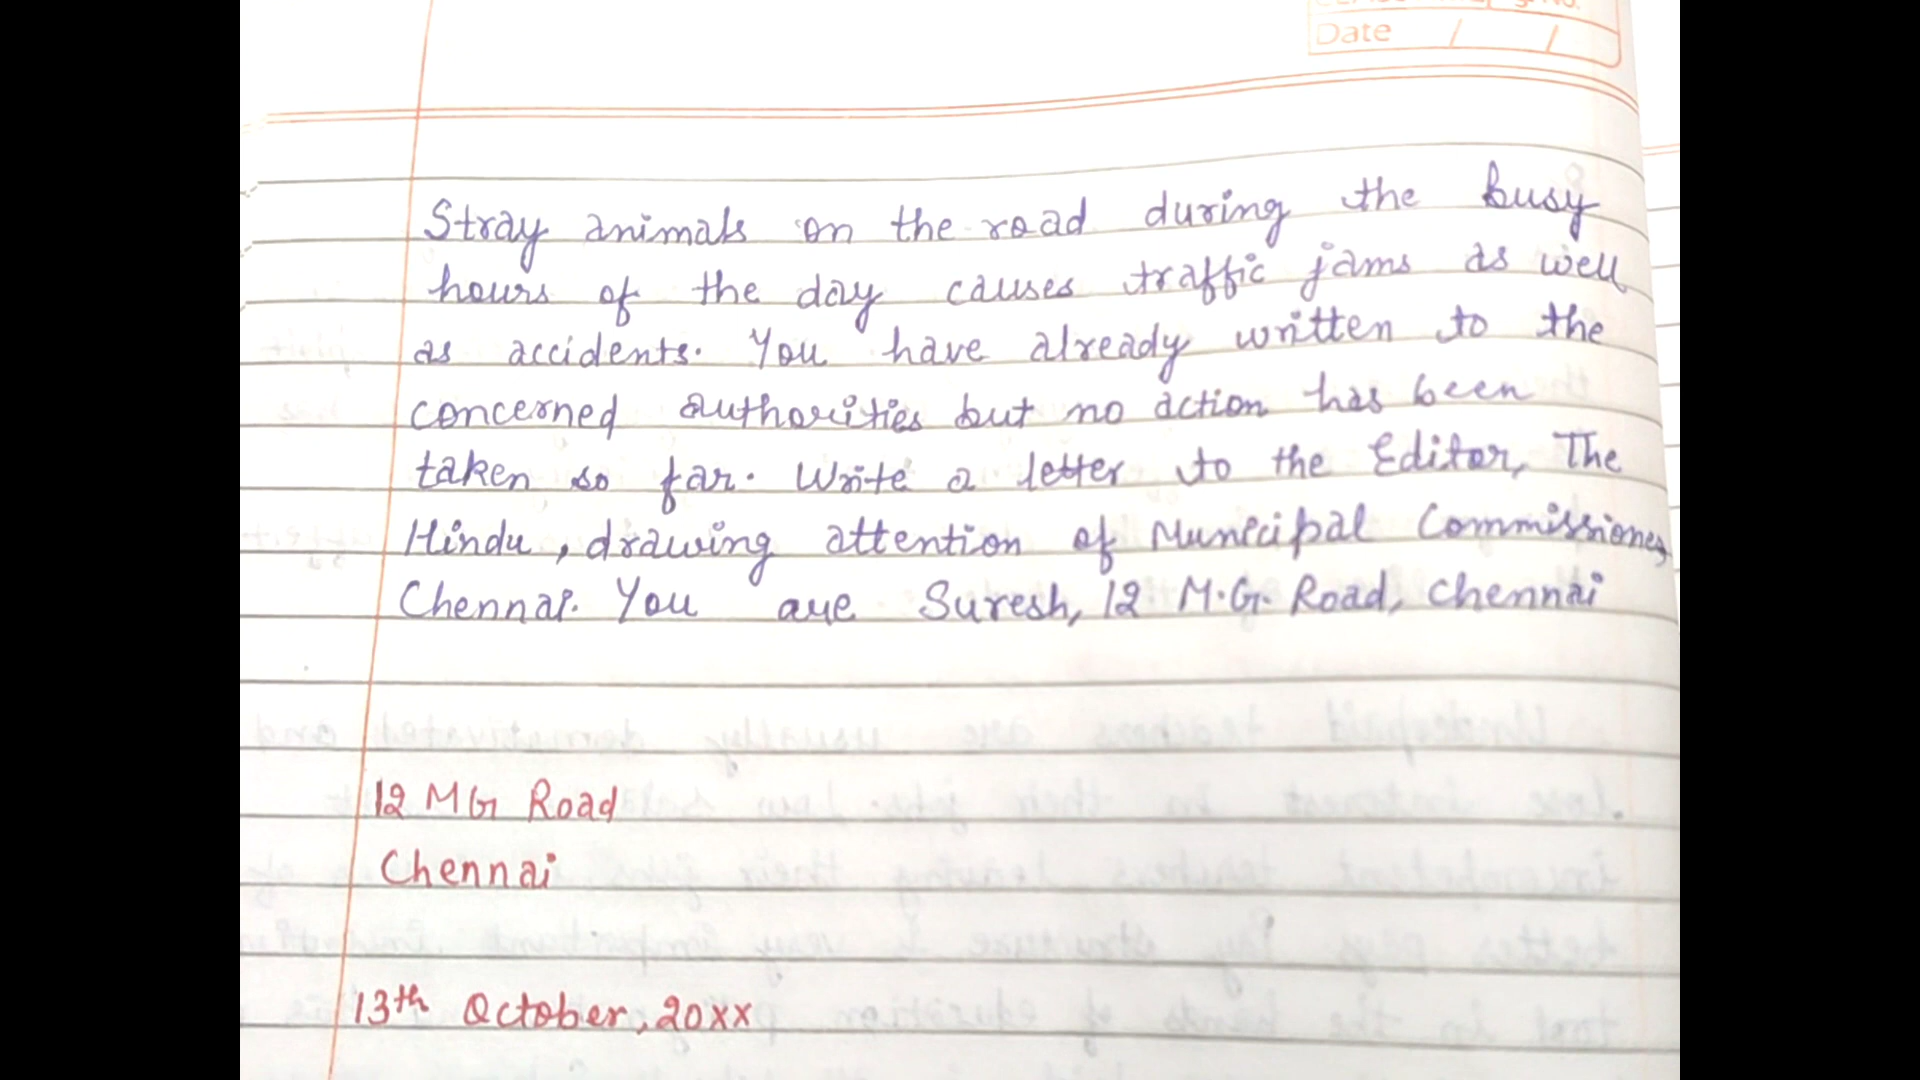 Date / /
Stray animals on the road during the busy
hours of the day causes traffic jams as well
as accidents. You have already written to the
concerned authorities but no action has been
taken so far. Write a letter to the Editor, The
Hindu, drawing attention of Municipal Commissioner,
Chennai. You are Suresh, 12 M.G. Road, Chennai
12 MG Road
Chennai
13th October, 20xx